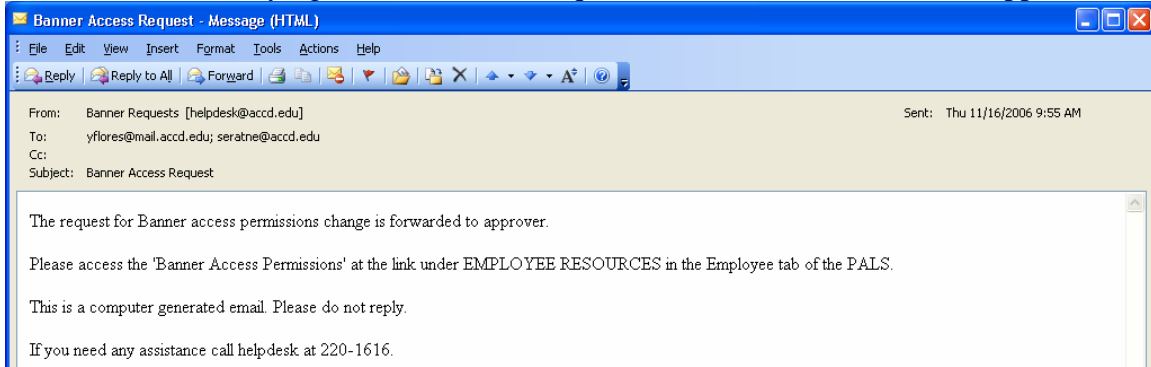 Banner Access Request - Message (HTML)
File Edit View Insert Format Tools Actions Help
Reply Reply to All Forward
From: Banner Requests [helpdesk@accd.edu] Sent: Thu 11/16/2006 9:55 AM
To: yflores@mail.accd.edu; seratne@accd.edu
Cc:
Subject: Banner Access Request
The request for Banner access permissions change is forwarded to approver.
Please access the 'Banner Access Permissions' at the link under EMPLOYEE RESOURCES in the Employee tab of the PALS.
This is a computer generated email. Please do not reply.
If you need any assistance call helpdesk at 220-1616.